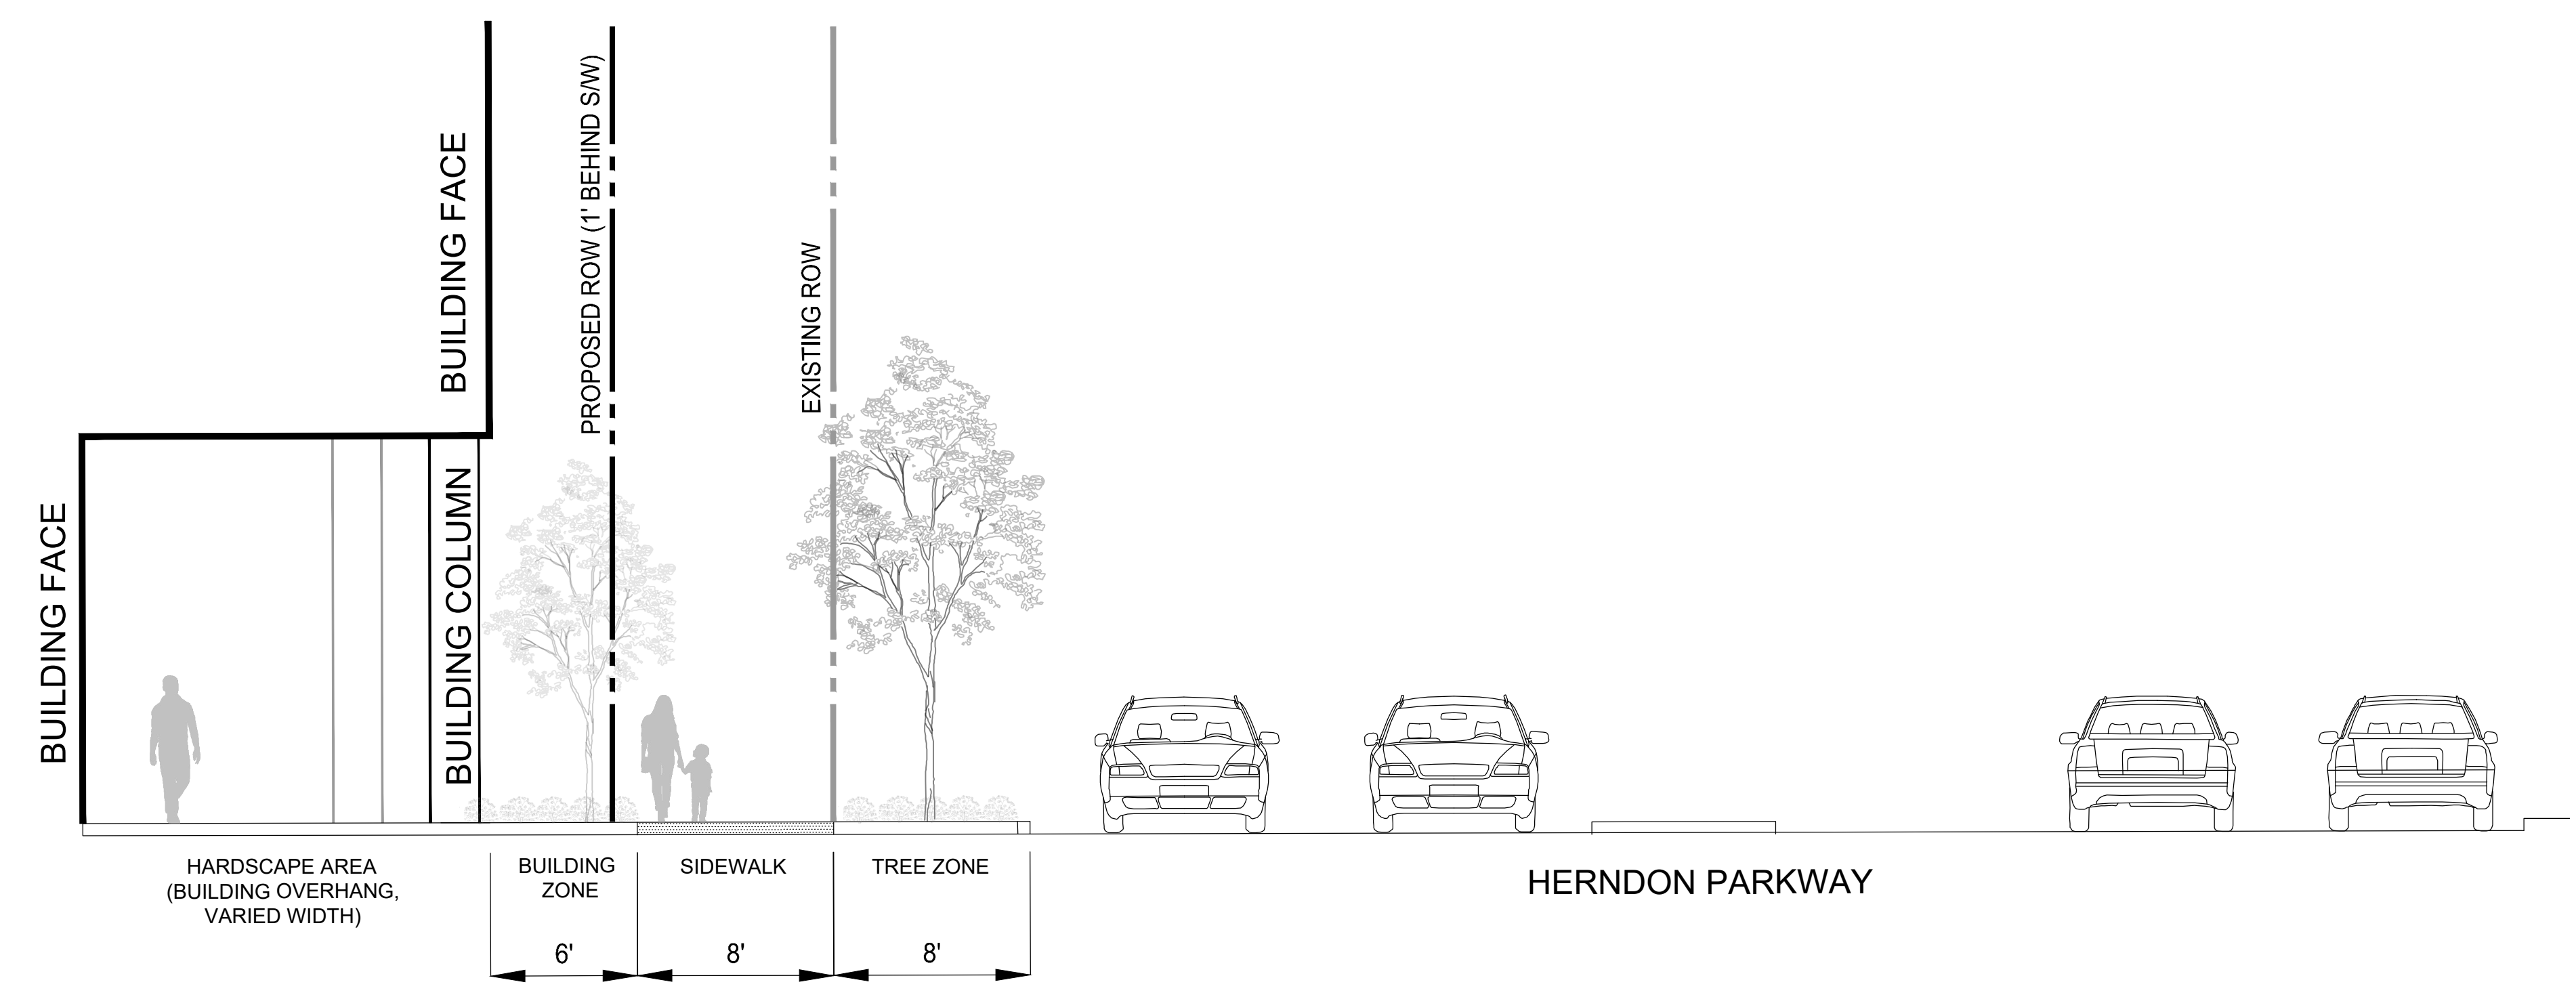 BUILDING FACE
BUILDING FACE
BUILDING COLUMN
PROPOSED ROW (1' BEHIND S/W)
EXISTING ROW
HARDSCAPE AREA
(BUILDING OVERHANG,
VARIED WIDTH)
BUILDING
ZONE
SIDEWALK
TREE ZONE
HERNDON PARKWAY
6'
8'
8'